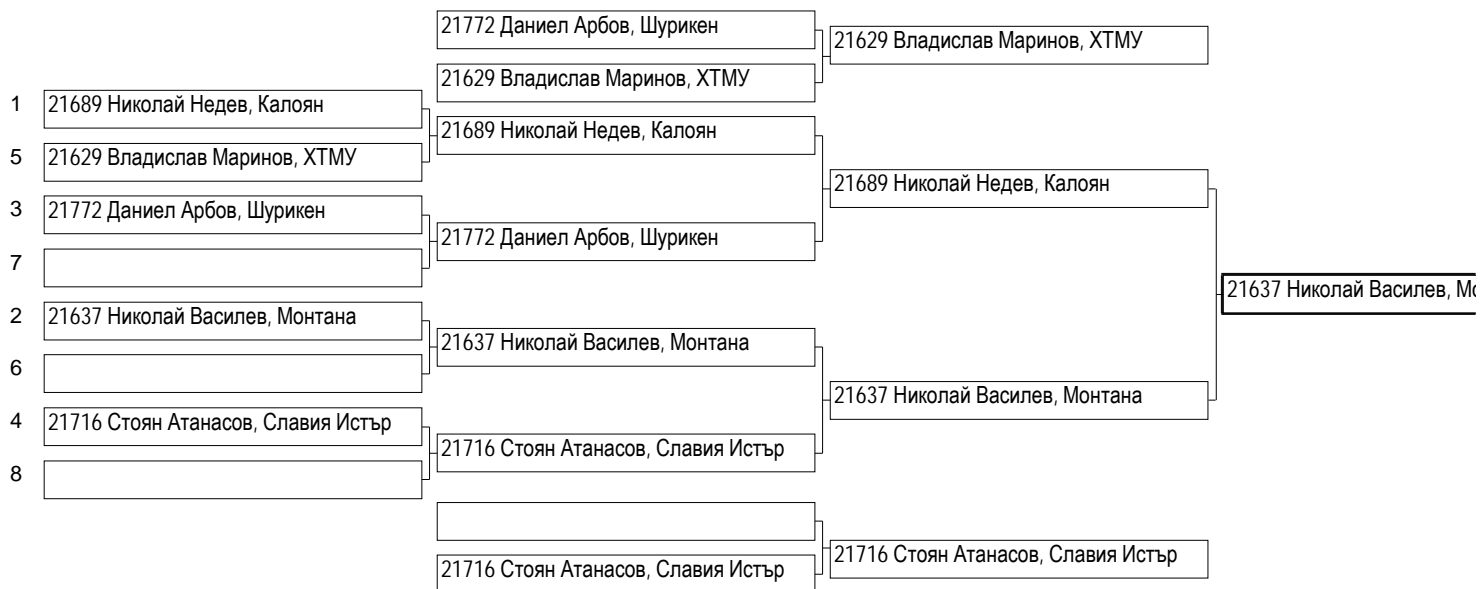 21772 Даниел Арбов, Шурикен
21629 Владислав Маринов, ХТМУ
21629 Владислав Маринов, ХТМУ
1 21689 Николай Недев, Калоян
21689 Николай Недев, Калоян
5 21629 Владислав Маринов, ХТМУ
21689 Николай Недев, Калоян
3 21772 Даниел Арбов, Шурикен
21772 Даниел Арбов, Шурикен
7
21637 Николай Василев, Мо
2 21637 Николай Василев, Монтана
21637 Николай Василев, Монтана
6
21637 Николай Василев, Монтана
4 21716 Стоян Атанасов, Славия Истър
21716 Стоян Атанасов, Славия Истър
8
21716 Стоян Атанасов, Славия Истър
21716 Стоян Атанасов, Славия Истър